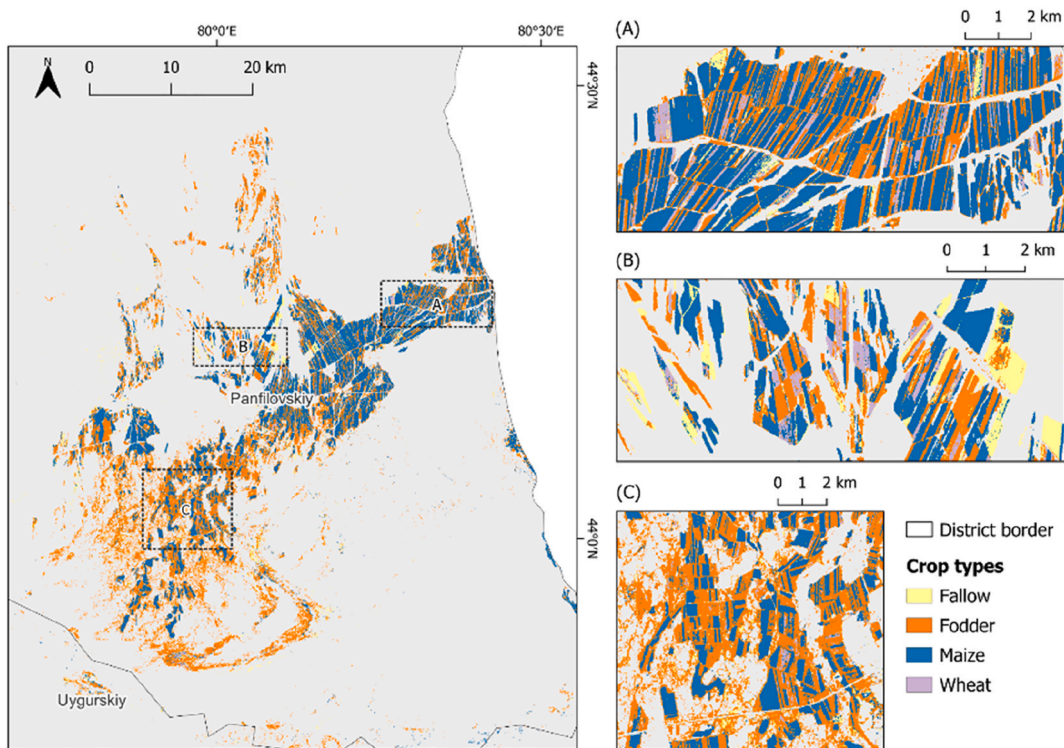 80°0'E
80°30'E
N
0 10 20 km
44°30'N
A
B
Panfilovskiy
C
44°0'N
Uygurskiy
(A)
0 1 2 km
(B)
0 1 2 km
(C)
0 1 2 km
District border
Crop types
Fallow
Fodder
Maize
Wheat